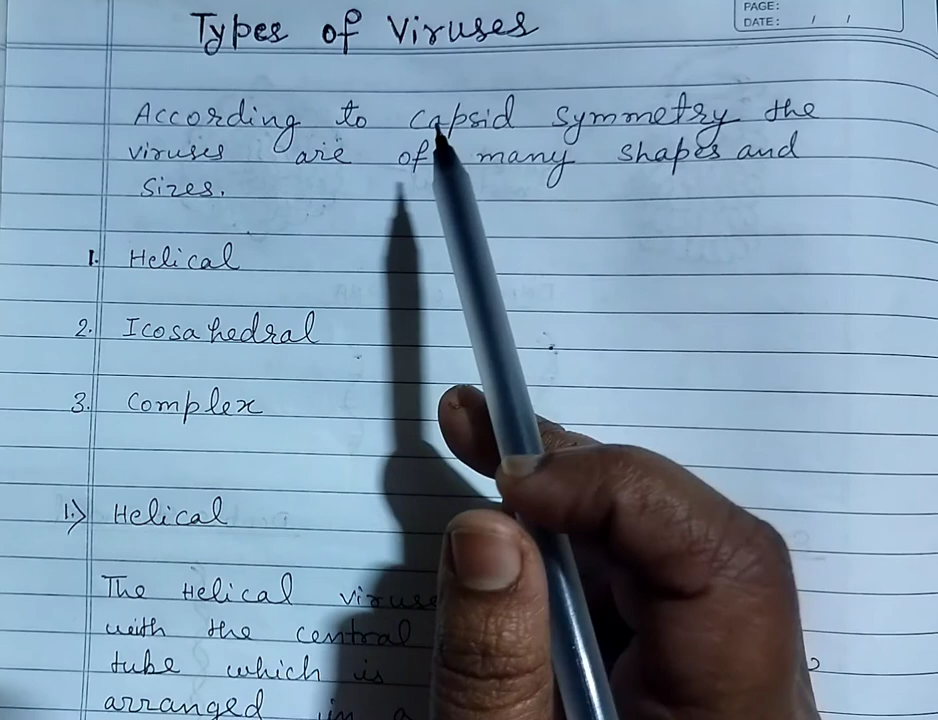 PAGE:
DATE: / /
Types of Viruses
According to capsid symmetry the
viruses are of many shapes and
sizes.
1. Helical
2. Icosahedral
3. Complex
1.> Helical
The Helical viruse
with the central
tube which is
arranged in a